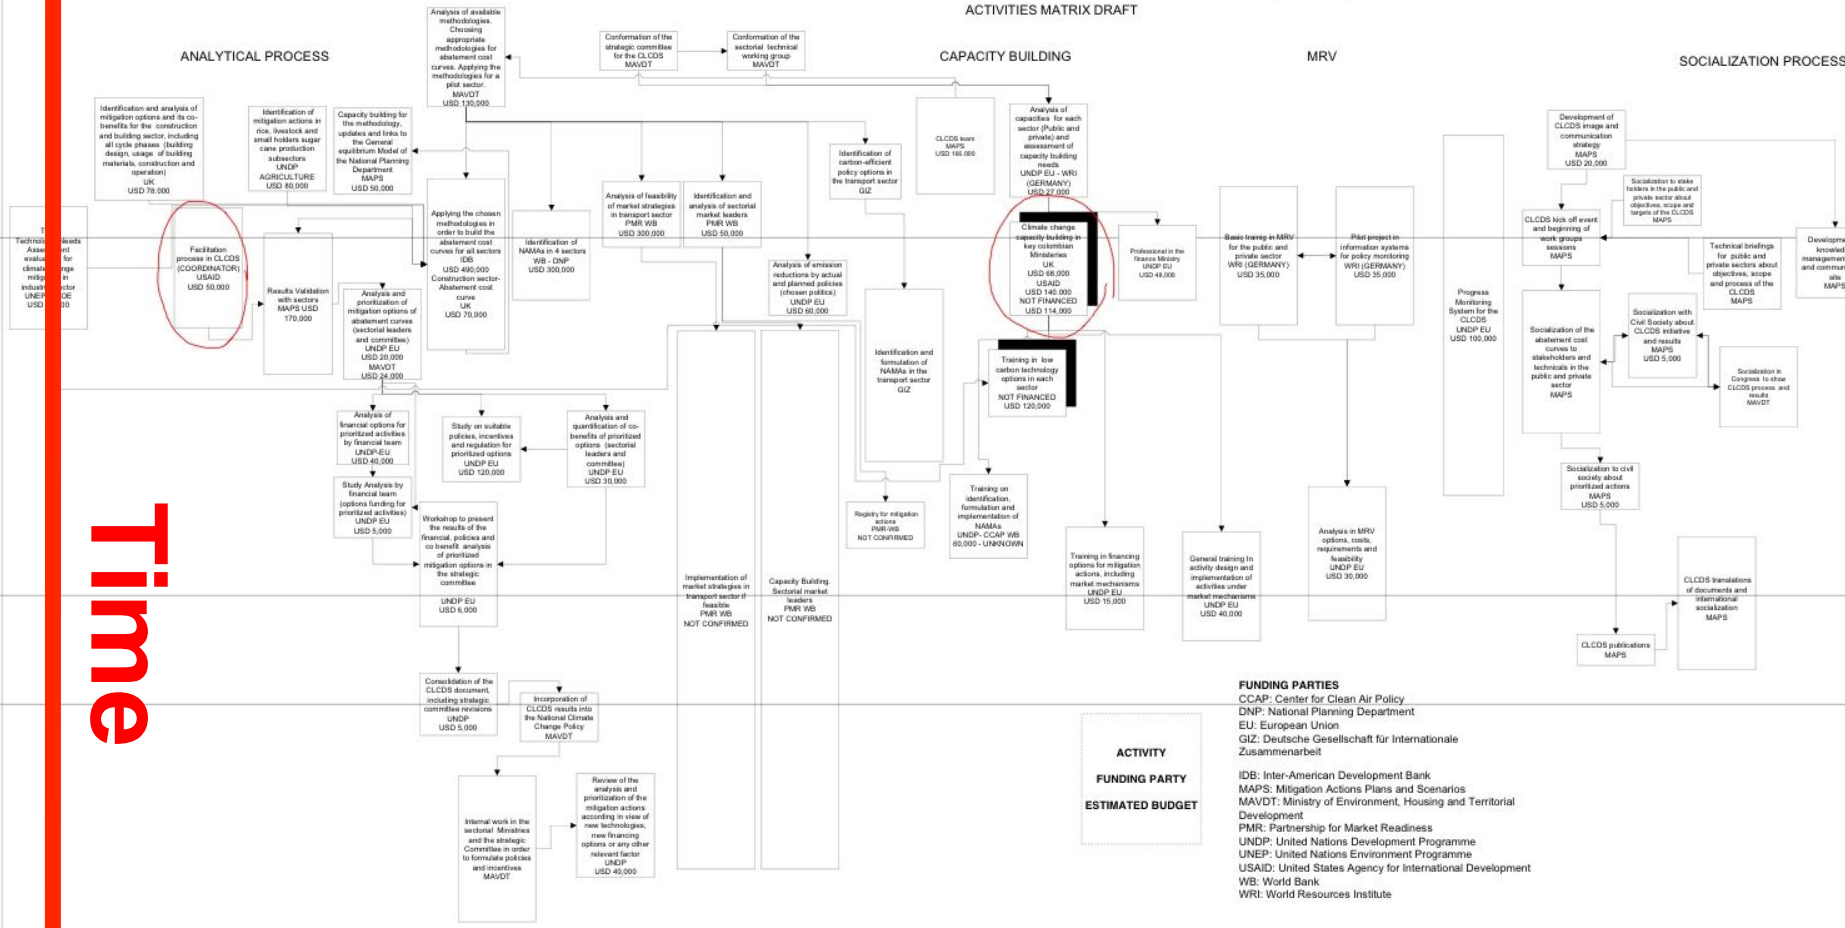 ACTIVITIES MATRIX DRAFT
ANALYTICAL PROCESS
CAPACITY BUILDING
MRV
SOCIALIZATION PROCESS
Analysis of available
methodologies.
Choosing
appropriate
methodologies for
abatement cost
curves. Applying the
methodologies for a
pilot sector.
MAVDT
USD 130,000
Conformation of the
strategic committee
for the CLCDS
MAVDT
Conformation of the
sectorial technical
working group
MAVDT
Identification and analysis of
mitigation options and its co-
benefits for the construction
and building sector, including
all cycle phases (building
design, usage of building
materials, construction and
operation)
UK
USD 78.000
Identification of
mitigation actions in
rice, livestock and
small holders sugar
cane production
subsectors
UNDP
AGRICULTURE
USD 80,000
Capacity building for
the methodology,
updates and links to
the General
equilibrium Model of
the National Planning
Department
MAPS
USD 50,000
Identification of
carbon-efficient
policy options in
the transport sector
GIZ
CLCDS team
MAPS
USD 166.000
Analysis of
capacities for each
sector (Public and
private) and
assessment of
capacity building
needs
UNDP EU - WRI
(GERMANY)
USD 27,000
Development of
CLCDS image and
communication
strategy
MAPS
USD 20,000
Socialization to stake
holders in the public and
private sector about
objectives, scope and
targets of the CLCDS
MAPS
Facilitation
process in CLCDS
(COORDINATOR)
USAID
USD 50,000
Results Validation
with sectors
MAPS USD
170,000
Applying the chosen
methodologies in
order to build the
abatement cost
curves for all sectors
IDB
USD 490,000
Construction sector-
Abatement cost
curve
UK
USD 70,000
Identification of
NAMAs in 4 sectors
WB - DNP
USD 300,000
Analysis of feasibility
of market strategies
in transport sector
PMR WB
USD 300,000
Identification and
analysis of sectorial
market leaders
PMR WB
USD 50,000
Analysis of emission
reductions by actual
and planned policies
(chosen politics)
UNDP EU
USD 60,000
Climate change
capacity building in
key colombian
Ministeries
UK
USD 68,000
USAID
USD 140.000
NOT FINANCED
USD 114,000
Professional in the
finance Ministry
UNDP EU
USD 48,000
Basic trainig in MRV
for the public and
private sector
WRI (GERMANY)
USD 35,000
Pilot project in
information systems
for policy monitoring
WRI (GERMANY)
USD 35,000
Progress
Monitoring
System for the
CLCDS
UNDP EU
USD 100,000
CLCDS kick off event
and beginning of
work groups
sessions
MAPS
Technical briefings
for public and
private sectors about
objectives, scope
and process of the
CLCDS
MAPS
Analysis and
prioritization of
mitigation options of
abatement curves
(sectorial leaders
and committee)
UNDP EU
USD 20,000
MAVDT
USD 24,000
Identification and
formulation of
NAMAs in the
transport sector
GIZ
Training in low
carbon technology
options in each
sector
NOT FINANCED
USD 120,000
Socialization of the
abatement cost
curves to
stakeholders and
technicals in the
public and private
sector
MAPS
Socialization with
Civil Society about
CLCDS initiative
and results
MAPS
USD 5,000
Socialization in
Congress to show
CLCDS process and
results
MAVDT
Analysis of
financial options for
prioritized activities
by financial team
UNDP-EU
USD 40,000
Study on suitable
policies, incentives
and regulation for
prioritized options
UNDP EU
USD 120,000
Analysis and
quantification of co-
benefits of prioritized
options (sectorial
leaders and
committee)
UNDP EU
USD 30,000
Study Analysis by
financial team
(options funding for
prioritized activities)
UNDP EU
USD 5,000
Workshop to present
the results of the
financial, policies and
co benefit analysis
of prioritized
mitigation options in
the strategic
committee
UNDP EU
USD 6,000
Registry for mitigation
actions
PMR-WB
NOT CONFIRMED
Training on
identification,
formulation and
implementation of
NAMAs
UNDP- CCAP WB
60,000 - UNKNOWN
Socialization to civil
society about
prioritized actions
MAPS
USD 5,000
Implementation of
market strategies in
transport sector if
feasible
PMR WB
NOT CONFIRMED
Capacity Building.
Sectorial market
leaders
PMR WB
NOT CONFIRMED
Training in financing
options for mitigation
actions, including
market mechanisms
UNDP EU
USD 15,000
General training In
activity design and
implementation of
activities under
market mechanisms
UNDP EU
USD 40,000
Analysis in MRV
options, costs,
requirements and
feasibility
UNDP EU
USD 30,000
CLCDS translations
of documents and
international
socialization
MAPS
CLCDS publications
MAPS
Time
Consolidation of the
CLCDS document,
including strategic
committee revisions
UNDP
USD 5,000
Incorporation of
CLCDS results into
the National Climate
Change Policy
MAVDT
Internal work in the
sectorial Ministries
and the strategic
Committee in order
to formulate policies
and incentives
MAVDT
Review of the
analysis and
prioritization of the
mitigation actions
according in view of
new technologies,
new financing
options or any other
relevant factor
UNDP
USD 40,000
ACTIVITY
FUNDING PARTY
ESTIMATED BUDGET
FUNDING PARTIES
CCAP: Center for Clean Air Policy
DNP: National Planning Department
EU: European Union
GIZ: Deutsche Gesellschaft für Internationale
Zusammenarbeit
IDB: Inter-American Development Bank
MAPS: Mitigation Actions Plans and Scenarios
MAVDT: Ministry of Environment, Housing and Territorial
Development
PMR: Partnership for Market Readiness
UNDP: United Nations Development Programme
UNEP: United Nations Environment Programme
USAID: United States Agency for International Development
WB: World Bank
WRI: World Resources Institute